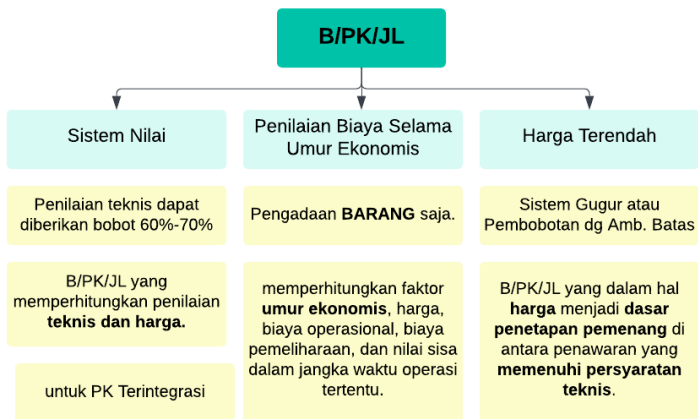 B/PK/JL
Sistem Nilai
Penilaian teknis dapat
diberikan bobot 60%-70%
B/PK/JL yang
memperhitungkan penilaian
teknis dan harga.
untuk PK Terintegrasi
Penilaian Biaya Selama
Umur Ekonomis
Pengadaan BARANG saja.
memperhitungkan faktor
umur ekonomis, harga,
biaya operasional, biaya
pemeliharaan, dan nilai sisa
dalam jangka waktu operasi
tertentu.
Harga Terendah
Sistem Gugur atau
Pembobotan dg Amb. Batas
B/PK/JL yang dalam hal
harga menjadi dasar
penetapan pemenang di
antara penawaran yang
memenuhi persyaratan
teknis.